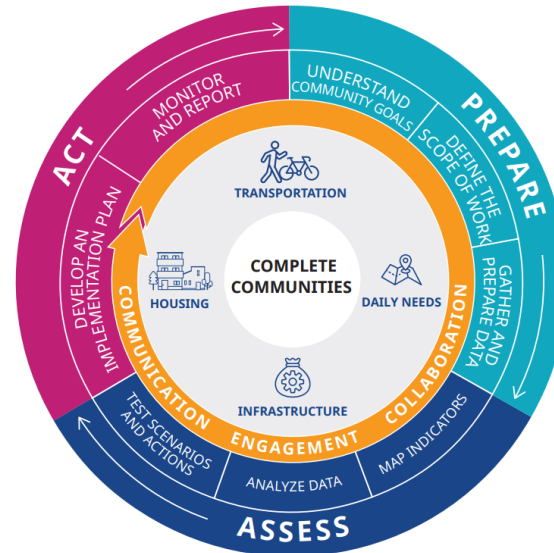 PREPARE
UNDERSTAND
COMMUNITY GOALS
DEFINE THE
SCOPE OF WORK
GATHER AND
PREPARE DATA
ASSESS
MAP INDICATORS
ANALYZE DATA
TEST SCENARIOS
AND ACTIONS
ACT
DEVELOP AN
IMPLEMENTATION PLAN
MONITOR
AND REPORT
COMMUNICATION
ENGAGEMENT
COLLABORATION
TRANSPORTATION
HOUSING
DAILY NEEDS
INFRASTRUCTURE
COMPLETE
COMMUNITIES